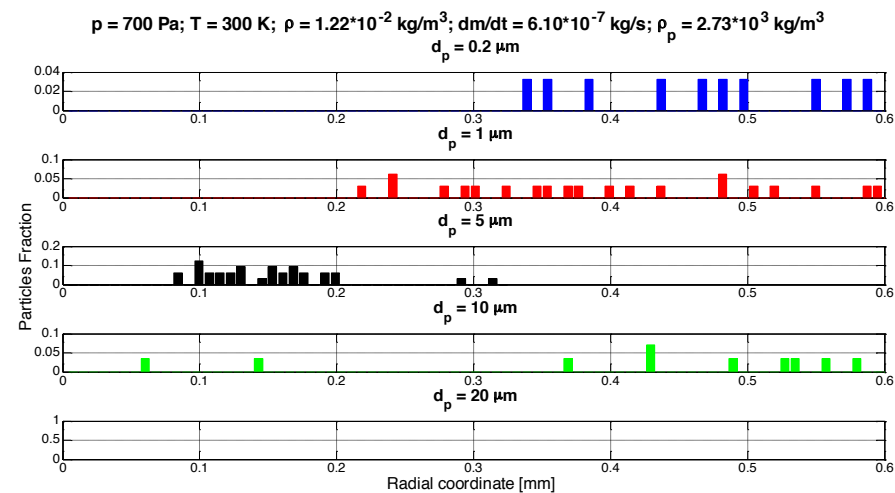 p = 700 Pa; T = 300 K; ρ = 1.22*10⁻² kg/m³; dm/dt = 6.10*10⁻⁷ kg/s; ρₚ = 2.73*10³ kg/m³
dₚ = 0.2 μm
0.04
0.02
0
0 0.1 0.2 0.3 0.4 0.5 0.6
dₚ = 1 μm
0.1
0.05
0
0 0.1 0.2 0.3 0.4 0.5 0.6
dₚ = 5 μm
0.2
0.1
0
0 0.1 0.2 0.3 0.4 0.5 0.6
dₚ = 10 μm
0.1
0.05
0
0 0.1 0.2 0.3 0.4 0.5 0.6
dₚ = 20 μm
1
0.5
0
0 0.1 0.2 0.3 0.4 0.5 0.6
Radial coordinate [mm]
Particles Fraction